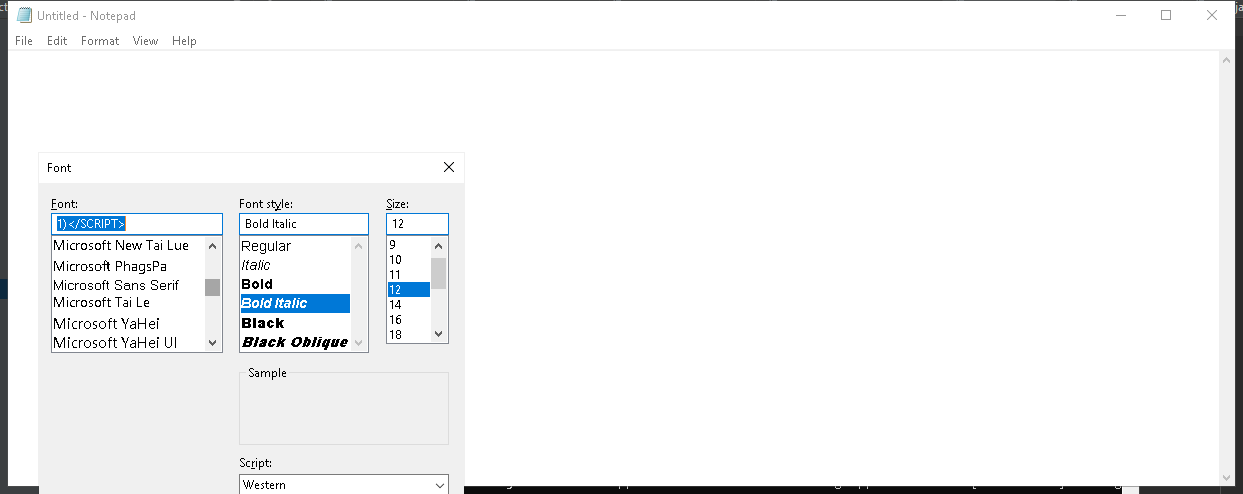 Untitled - Notepad
File Edit Format View Help
Font
Font: Font style: Size:
1) </SCRIPT> Bold Italic 12
Microsoft New Tai Lue
Microsoft PhagsPa
Microsoft Sans Serif
Microsoft Tai Le
Microsoft YaHei
Microsoft YaHei UI
Regular
Italic
Bold
Bold Italic
Black
Black Oblique
9
10
11
12
14
16
18
Sample
Script:
Western